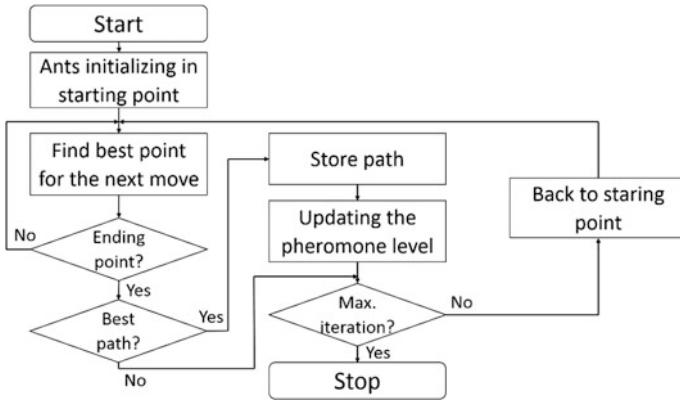 Start
Ants initializing in
starting point
Find best point
for the next move
No
Ending
point?
Yes
Best
path?
Yes
No
Store path
Updating the
pheromone level
Max.
iteration?
No
Yes
Stop
Back to staring
point